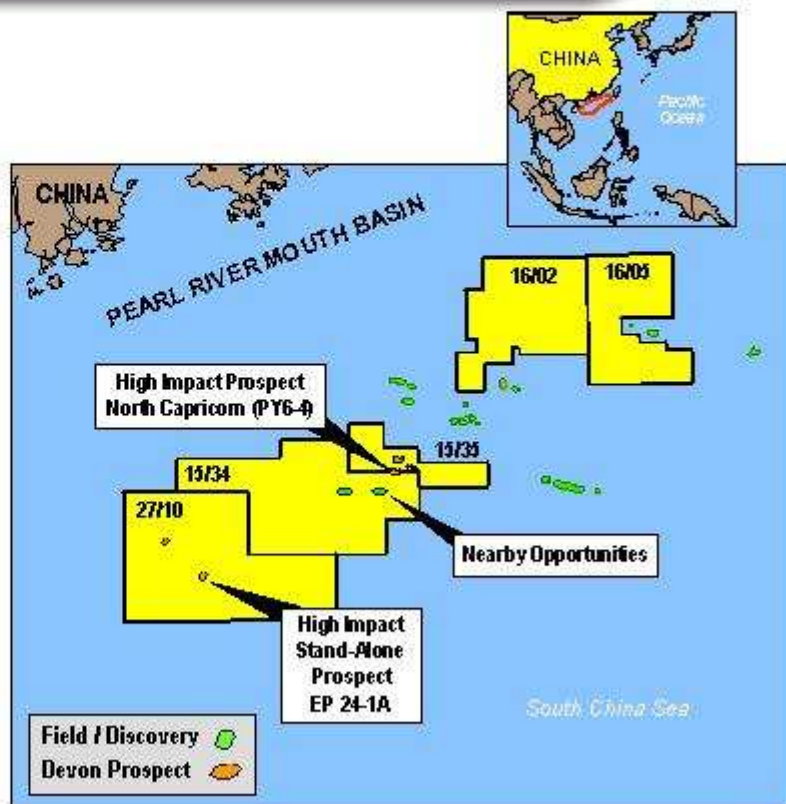 CHINA
Pacific
Ocean
CHINA
PEARL RIVER MOUTH BASIN
16/02
16/05
High Impact Prospect
North Capricorn (PY6-4)
15/34
15/35
27/10
Nearby Opportunities
High Impact
Stand-Alone
Prospect
EP 24-1A
South China Sea
Field / Discovery
Devon Prospect